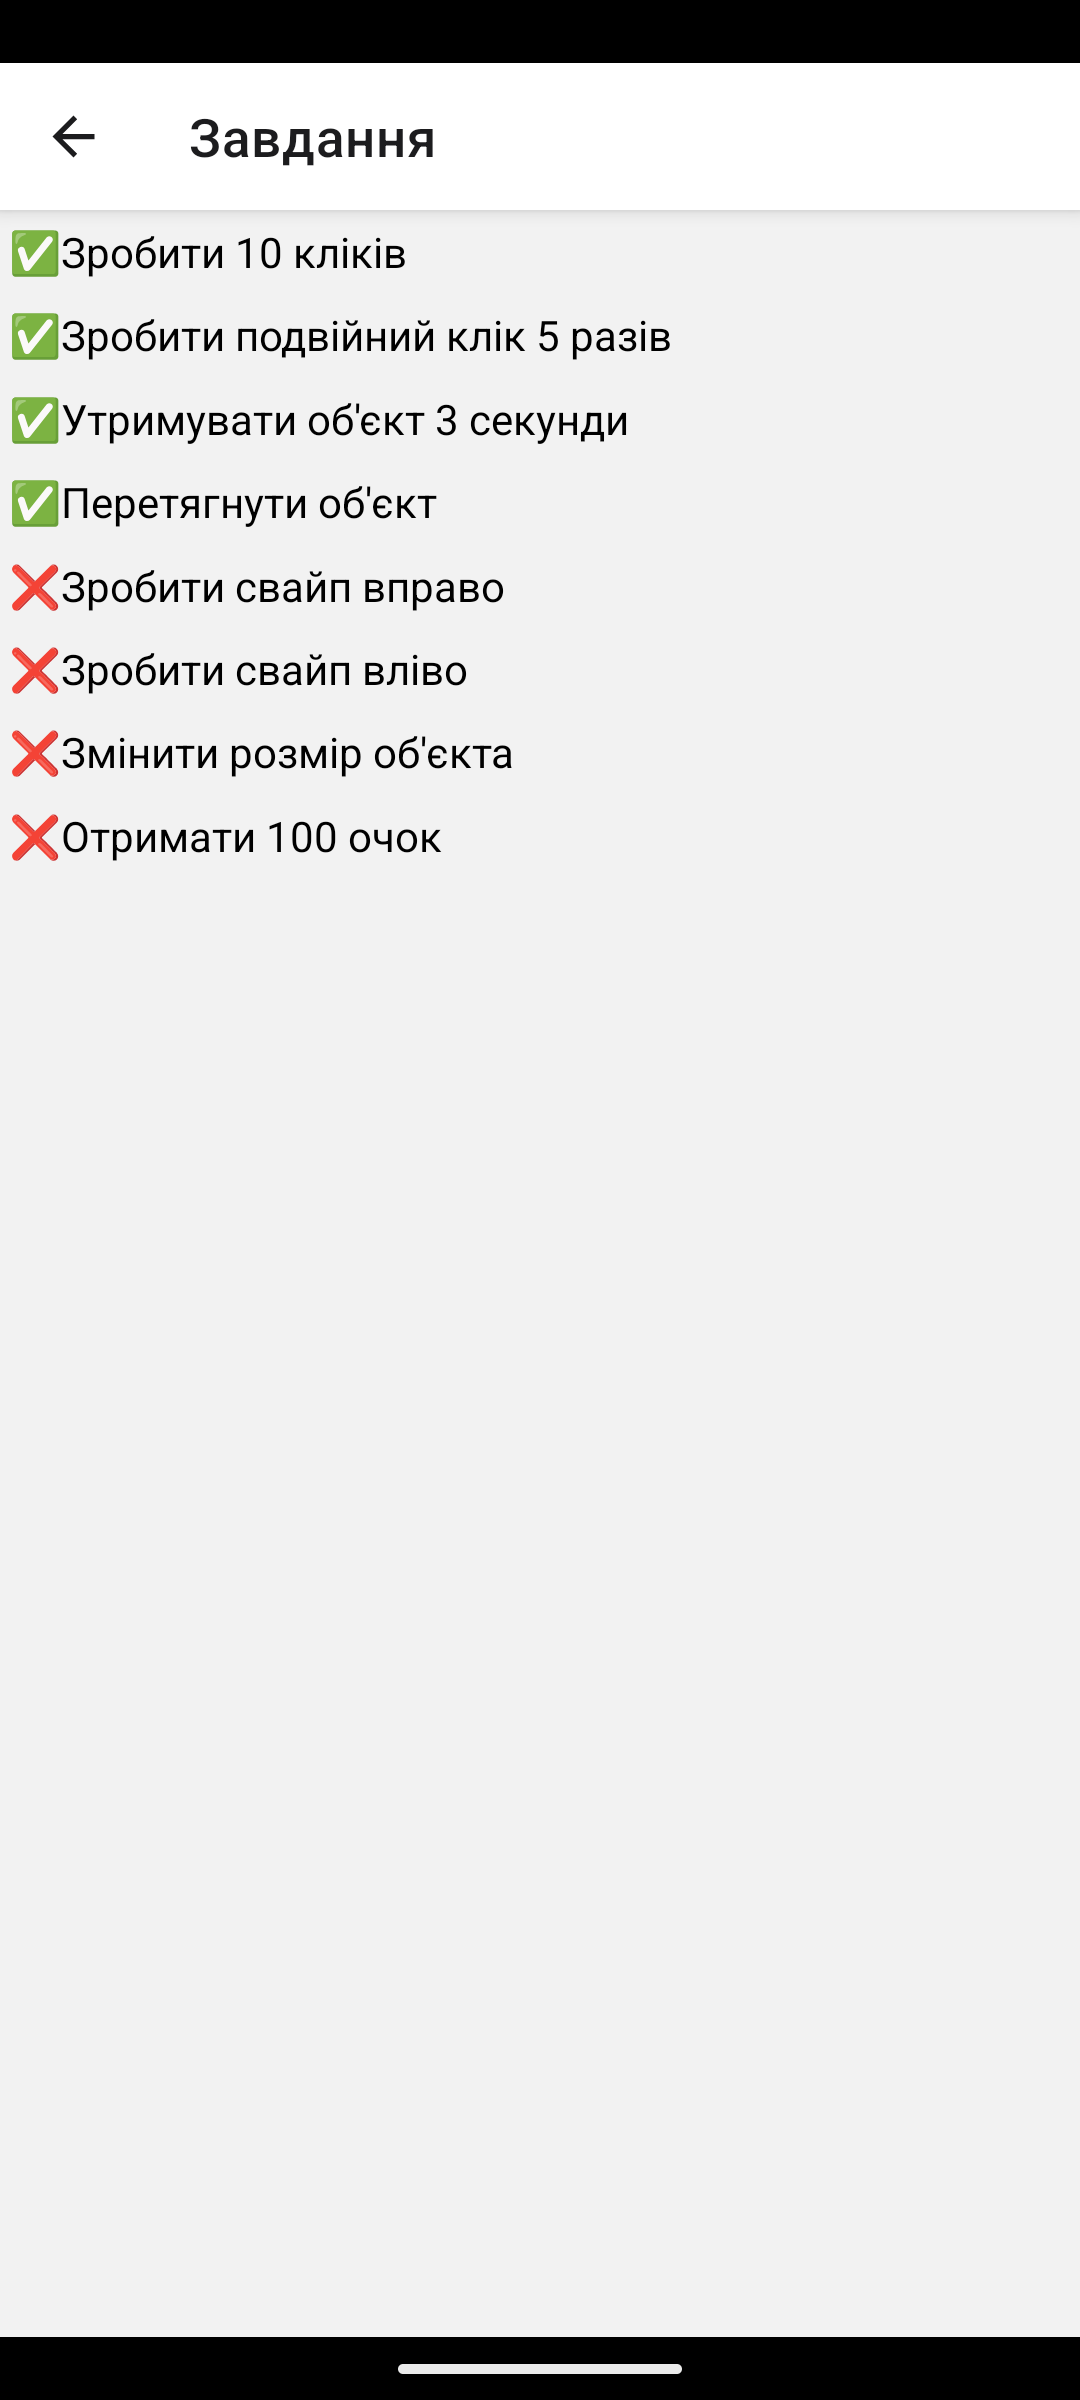 Завдання
✅Зробити 10 кліків
✅Зробити подвійний клік 5 разів
✅Утримувати об'єкт 3 секунди
✅Перетягнути об'єкт
❌Зробити свайп вправо
❌Зробити свайп вліво
❌Змінити розмір об'єкта
❌Отримати 100 очок